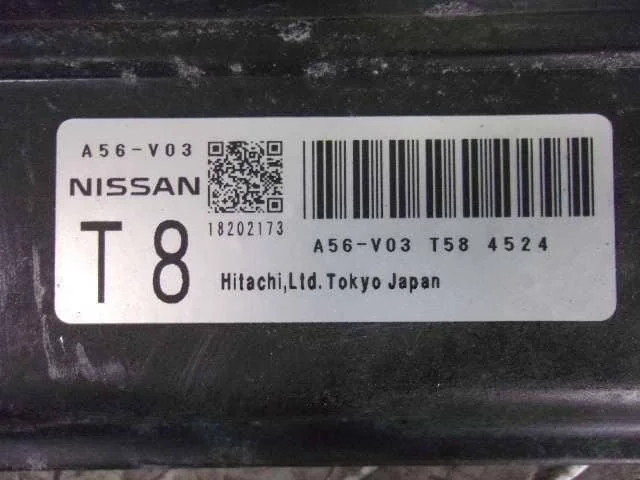 A56-V03
NISSAN
T8
18202173
A56-V03 T58 4524
Hitachi,Ltd.Tokyo Japan